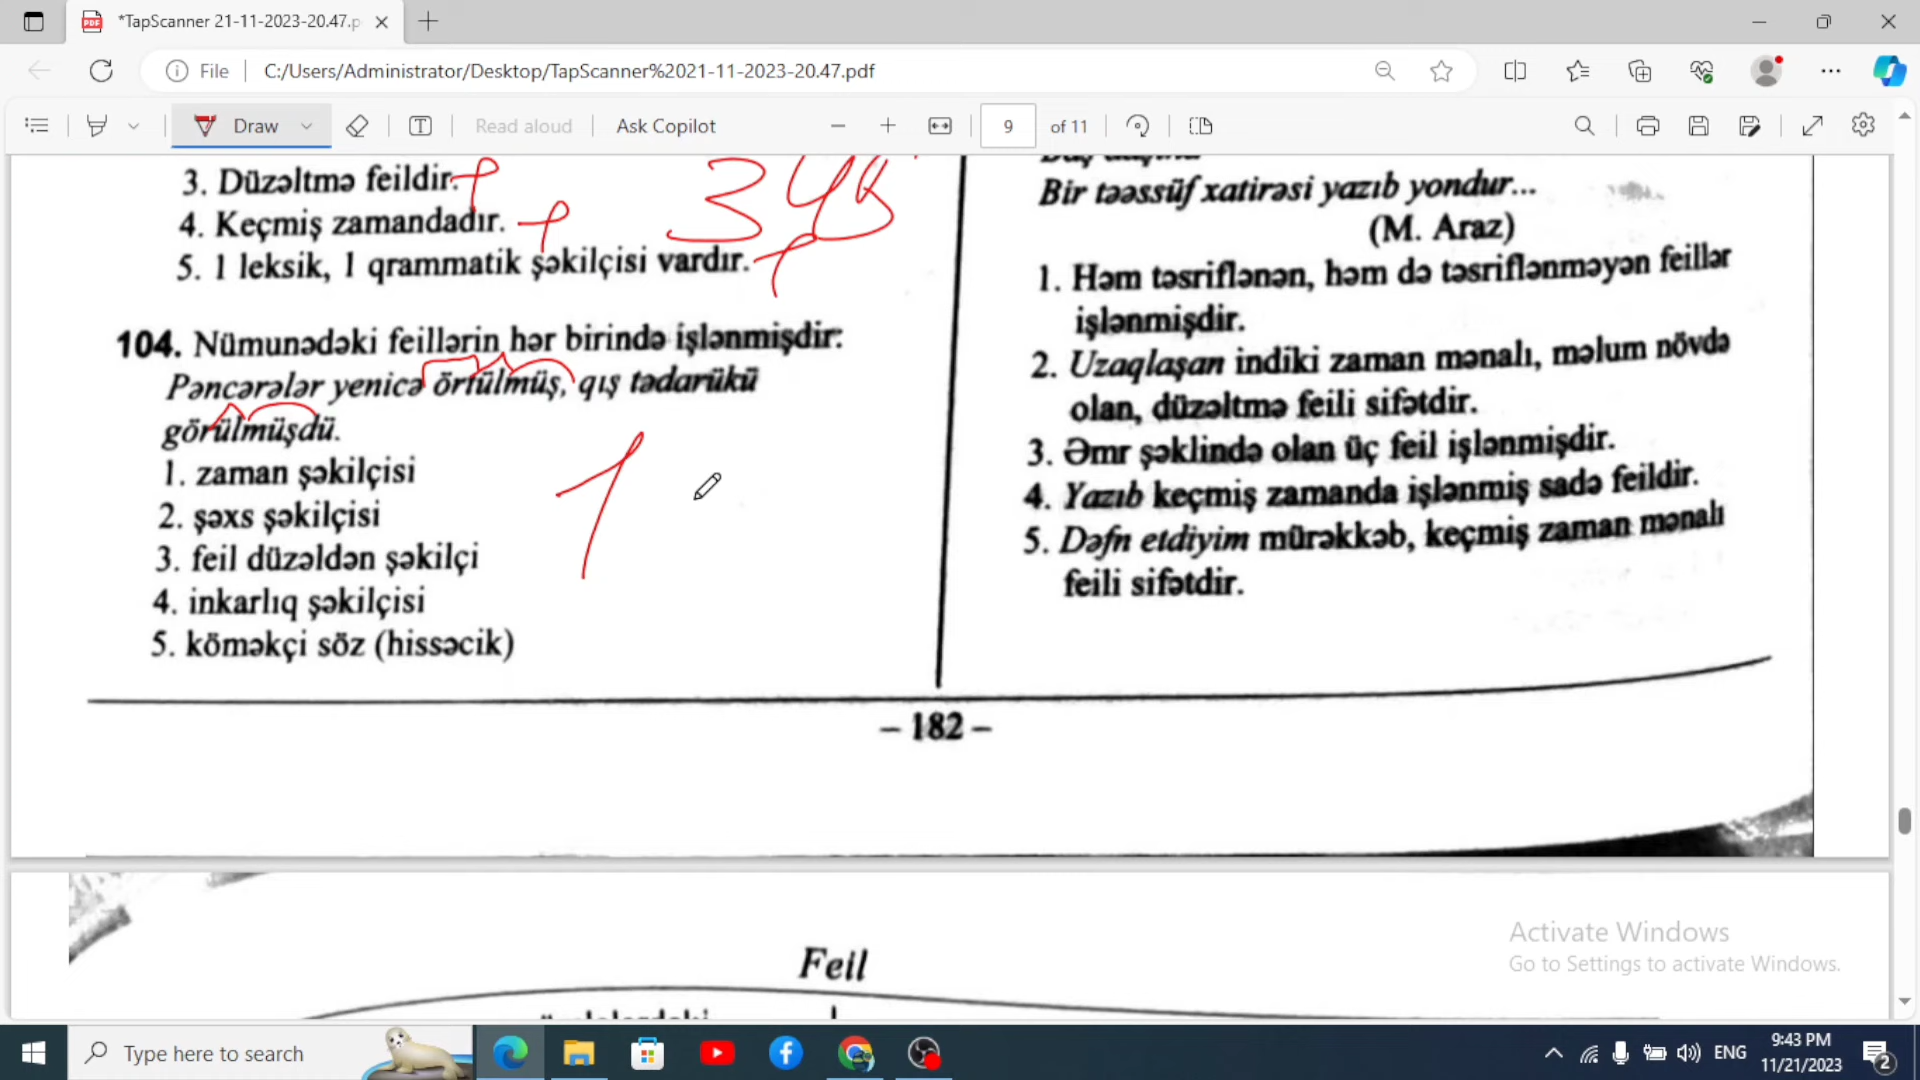 *TapScanner 21-11-2023-20.47.p
File
C:/Users/Administrator/Desktop/TapScanner%2021-11-2023-20.47.pdf
Draw
Read aloud
Ask Copilot
9
of 11
3. Düzəltmə feildir.
4. Keçmiş zamandadır.
5. 1 leksik, 1 qrammatik şəkilçisi vardır.
345
104. Nümunədəki feillərin hər birində işlənmişdir:
Pəncərələr yenicə örtülmüş, qış tədarükü
görülmüşdü.
1. zaman şəkilçisi
2. şəxs şəkilçisi
3. feil düzəldən şəkilçi
4. inkarlıq şəkilçisi
5. köməkçi söz (hissəcik)
1
Bir təəssüf xatirəsi yazıb yondur...
(M. Araz)
1. Həm təsriflənən, həm də təsriflənməyən feillər
işlənmişdir.
2. Uzaqlaşan indiki zaman mənalı, məlum növdə
olan, düzəltmə feili sifətdir.
3. Əmr şəklində olan üç feil işlənmişdir.
4. Yazıb keçmiş zamanda işlənmiş sadə feildir.
5. Dəfn etdiyim mürəkkəb, keçmiş zaman mənalı
feili sifətdir.
– 182 –
Feil
Activate Windows
Go to Settings to activate Windows.
Type here to search
ENG
9:43 PM
11/21/2023
2